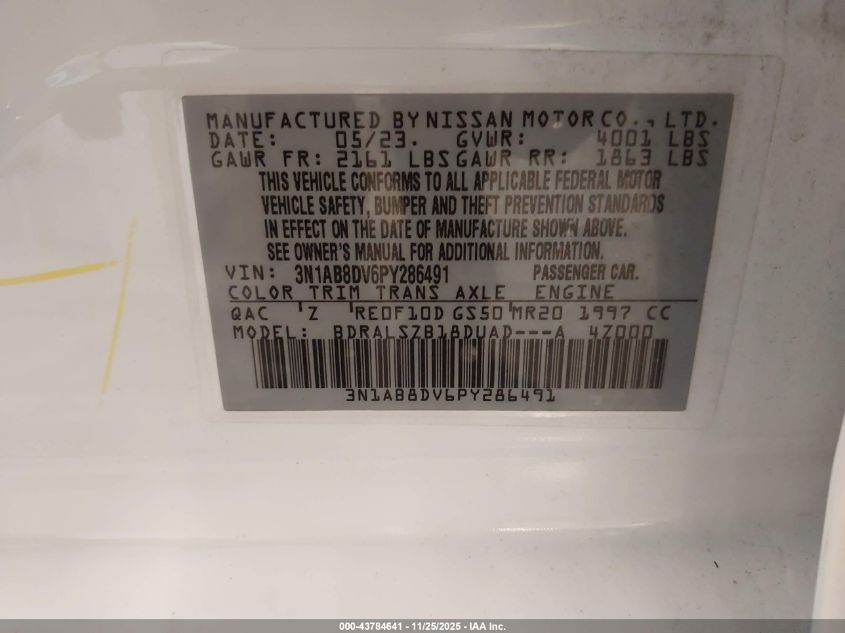 MANUFACTURED BY NISSAN MOTOR CO., LTD.
DATE: 05/23. GVWR: 4001 LBS
GAWR FR: 2161 LBS GAWR RR: 1863 LBS
THIS VEHICLE CONFORMS TO ALL APPLICABLE FEDERAL MOTOR
VEHICLE SAFETY, BUMPER AND THEFT PREVENTION STANDARDS
IN EFFECT ON THE DATE OF MANUFACTURE SHOWN ABOVE.
SEE OWNER'S MANUAL FOR ADDITIONAL INFORMATION.
VIN: 3N1AB8DV6PY286491 PASSENGER CAR.
COLOR TRIM TRANS AXLE ENGINE
QAC Z RE0F10D GS50 MR20 1997 CC
MODEL: BDRALSZB18DUAD---A 4Z000
3N1AB8DV6PY286491
000-43784641 - 11/25/2025 - IAA Inc.